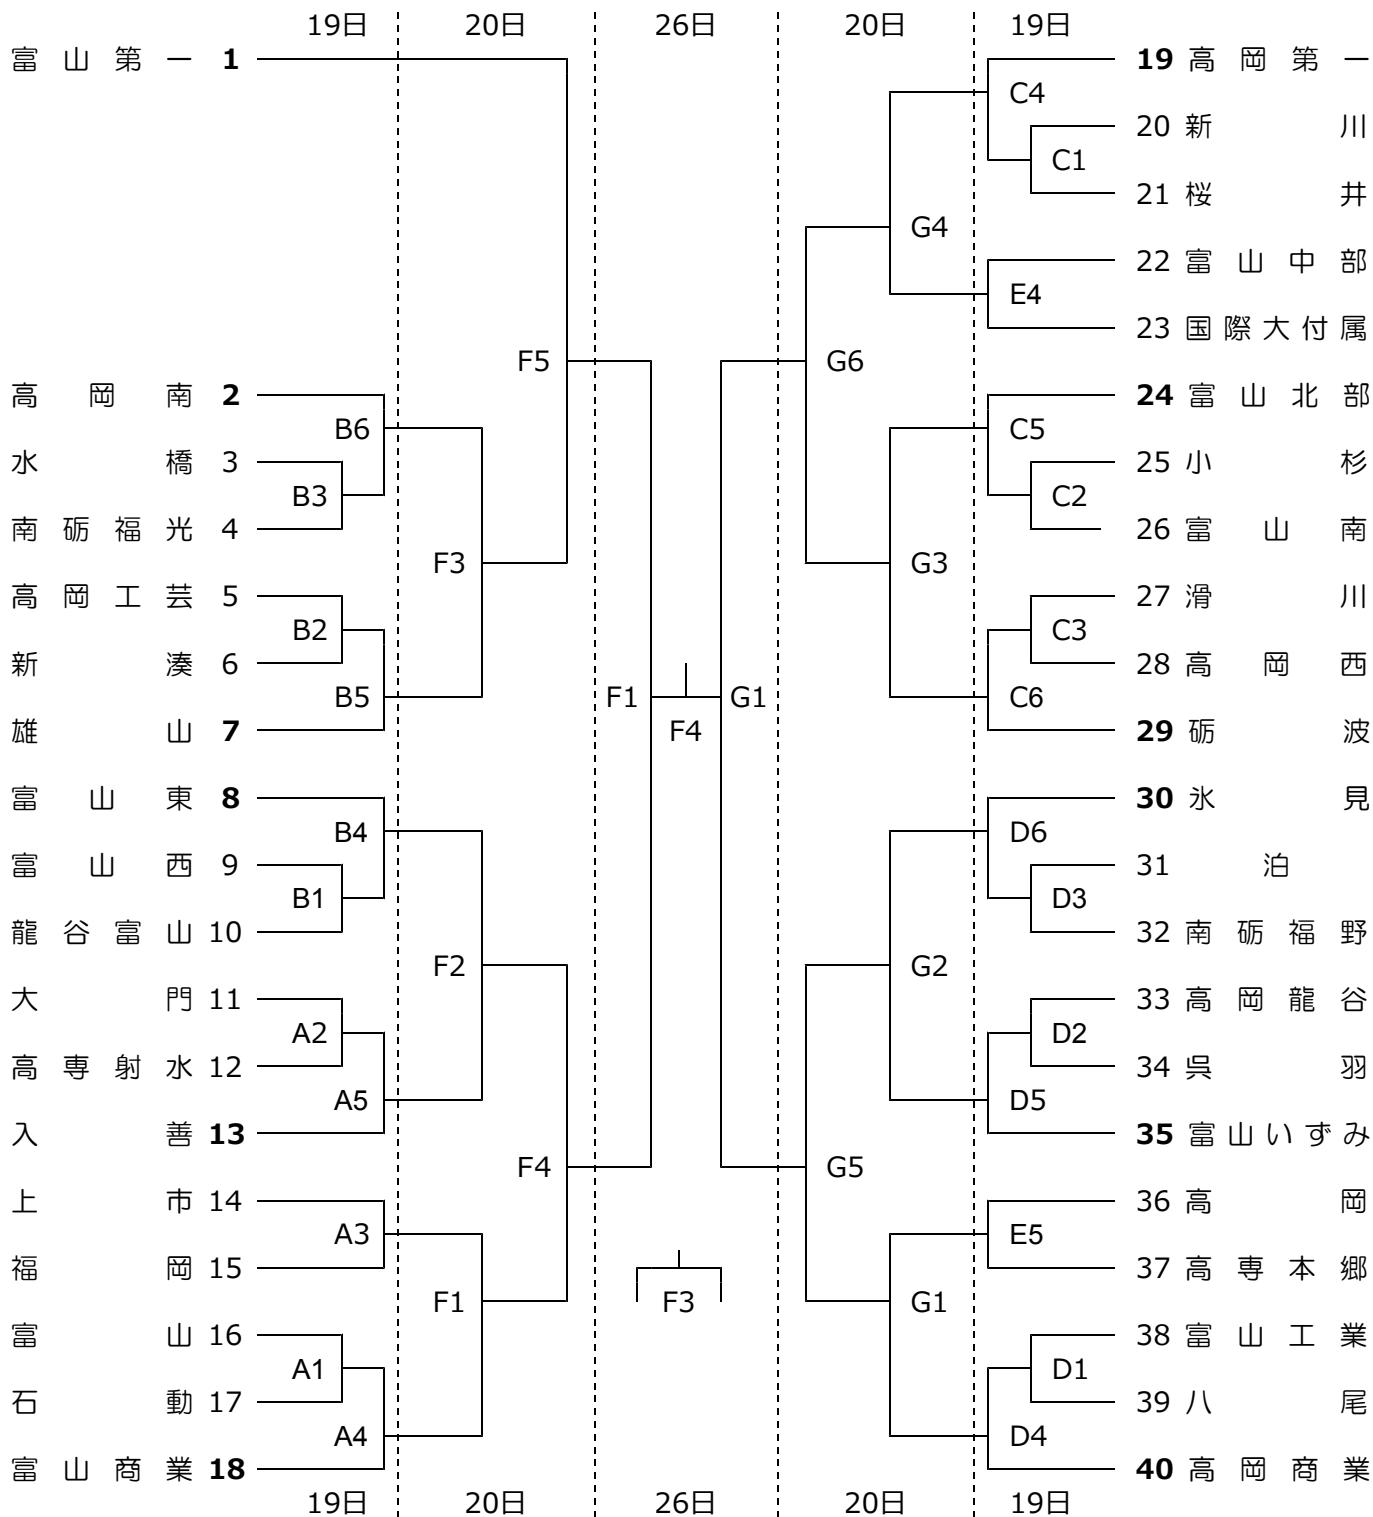 19日 20日 26日 20日 19日
富山第一 1 19 高岡第一
C4
20 新川
C1
21 桜井
G4
22 富山中部
E4
23 国際大付属
F5 G6
高岡南 2 24 富山北部
B6 C5
水橋 3 25 小杉
B3 C2
南砺福光 4 26 富山南
F3 G3
高岡工芸 5 27 滑川
B2 C3
新湊 6 28 高岡西
B5 F1 G1 C6
雄山 7 F4 29 砺波
富山東 8 30 氷見
B4 D6
富山西 9 31 泊
B1 D3
龍谷富山 10 32 南砺福野
F2 G2
大門 11 33 高岡龍谷
A2 D2
高専射水 12 34 呉羽
A5 D5
入善 13 35 富山いずみ
F4 G5
上市 14 36 高岡
A3 E5
福岡 15 37 高専本郷
F1 F3 G1
富山 16 38 富山工業
A1 D1
石動 17 39 八尾
A4 D4
富山商業 18 40 高岡商業
19日 20日 26日 20日 19日